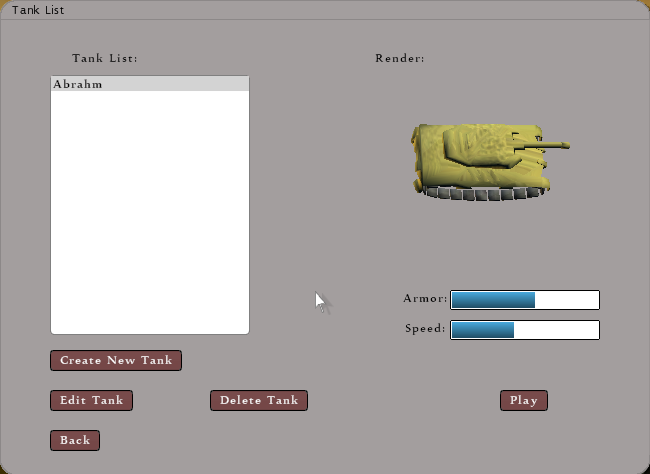 Tank List
Tank List:
Render:
Abrahm
Armor:
Speed:
Create New Tank
Edit Tank
Delete Tank
Play
Back